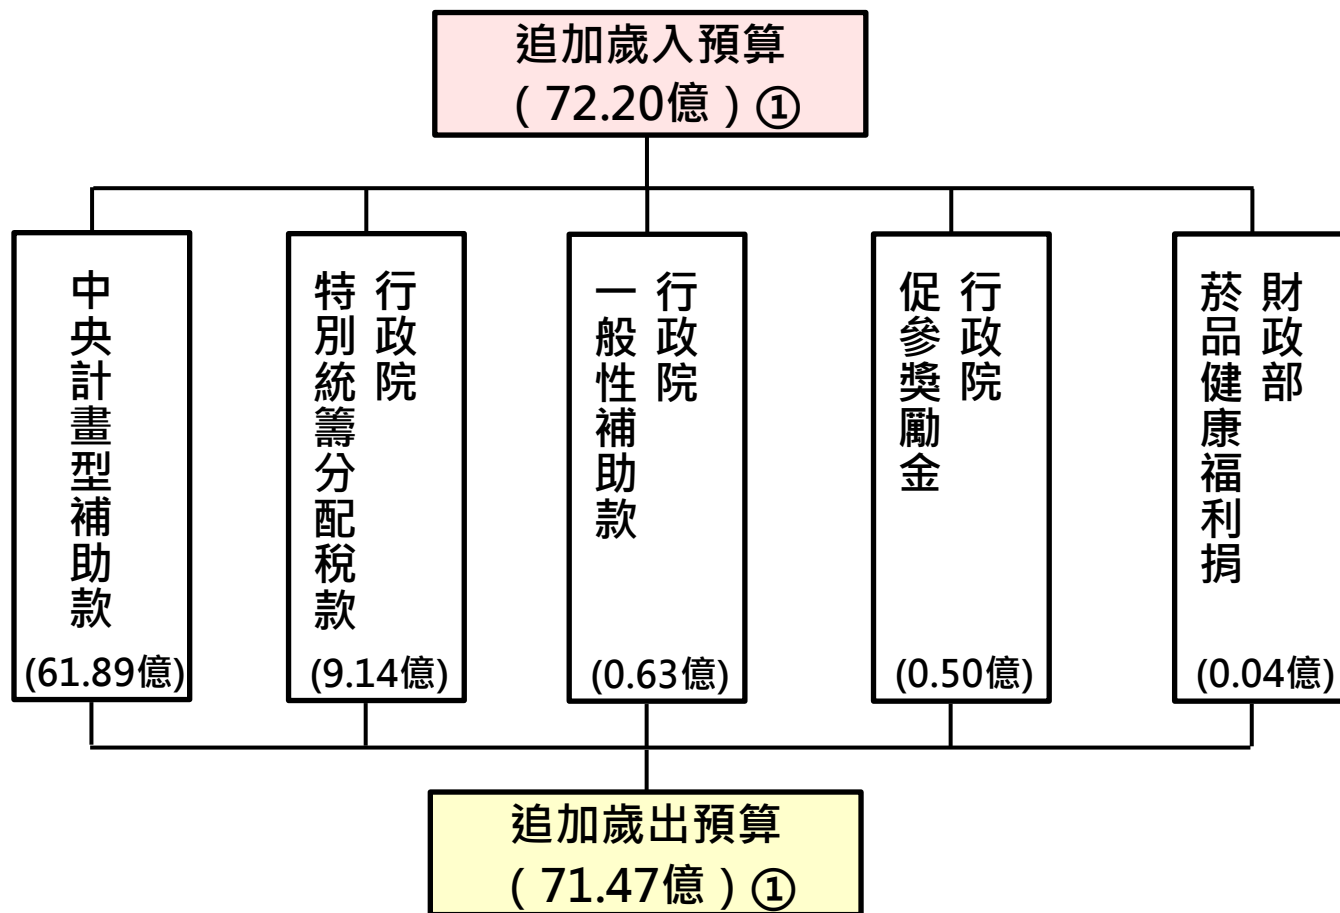 追加歲入預算
（72.20億）①
中央計畫型補助款
(61.89億)
行政院
特別統籌分配稅款
(9.14億)
行政院
一般性補助款
(0.63億)
行政院
促參獎勵金
(0.50億)
財政部
菸品健康福利捐
(0.04億)
追加歲出預算
（71.47億）①